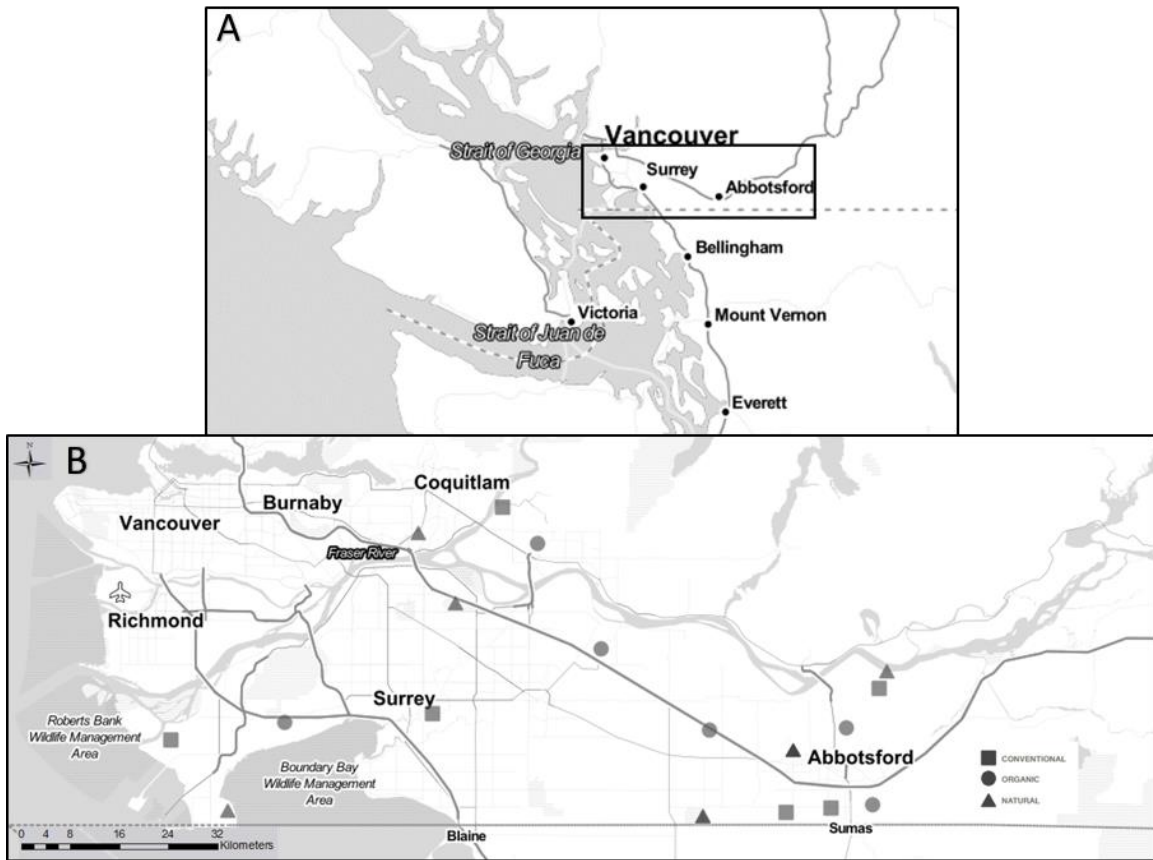 A
Vancouver
Strait of Georgia
Surrey
Abbotsford
Bellingham
Victoria
Mount Vernon
Strait of Juan de
Fuca
Everett
N
B
Coquitlam
Burnaby
Vancouver
Fraser River
Richmond
Surrey
Roberts Bank
Wildlife Management
Area
Abbotsford
Boundary Bay
Wildlife Management
Area
CONVENTIONAL
ORGANIC
NATURAL
Blaine
Sumas
0 4 8 16 24 32
Kilometers